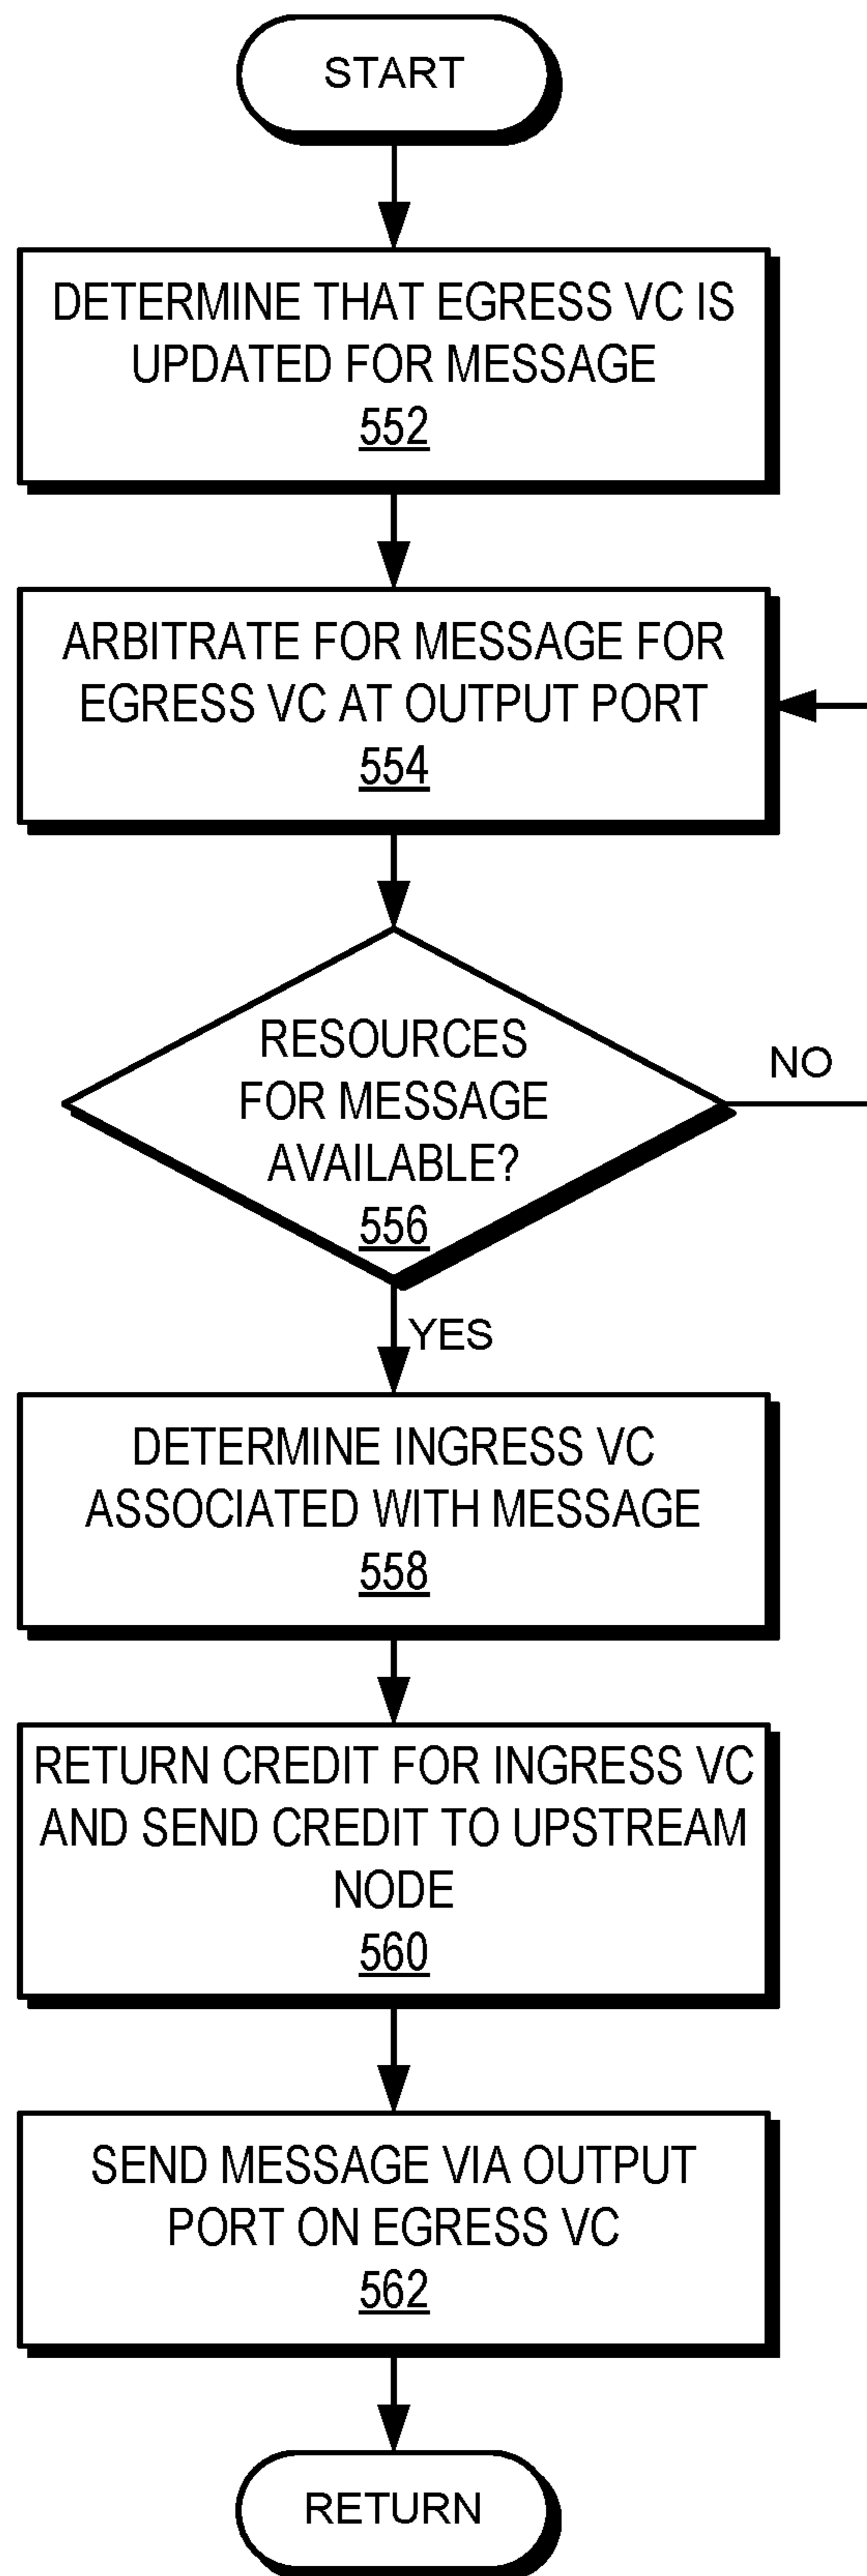 START
DETERMINE THAT EGRESS VC IS
UPDATED FOR MESSAGE
552
ARBITRATE FOR MESSAGE FOR
EGRESS VC AT OUTPUT PORT
554
RESOURCES
FOR MESSAGE
AVAILABLE?
556
NO
YES
DETERMINE INGRESS VC
ASSOCIATED WITH MESSAGE
558
RETURN CREDIT FOR INGRESS VC
AND SEND CREDIT TO UPSTREAM
NODE
560
SEND MESSAGE VIA OUTPUT
PORT ON EGRESS VC
562
RETURN